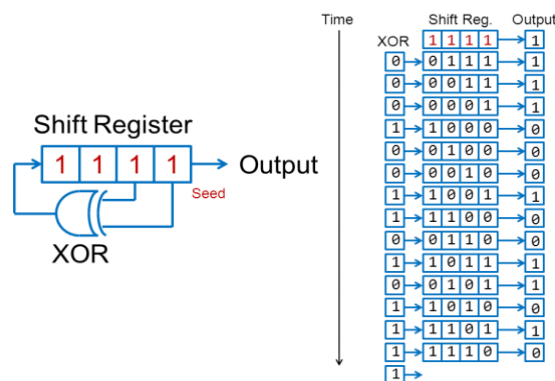 Shift Register
1 1 1 1
Output
Seed
XOR
Time
Shift Reg. Output
XOR
1 1 1 1 1
0 0 1 1 1 1
0 0 0 1 1 1
0 0 0 0 1 1
1 1 0 0 0 0
0 0 1 0 0 0
0 0 0 1 0 0
1 1 0 0 1 1
1 1 1 0 0 0
0 0 1 1 0 0
1 1 0 1 1 1
0 0 1 0 1 1
1 1 0 1 0 0
1 1 1 0 1 1
1 1 1 1 0 0
1